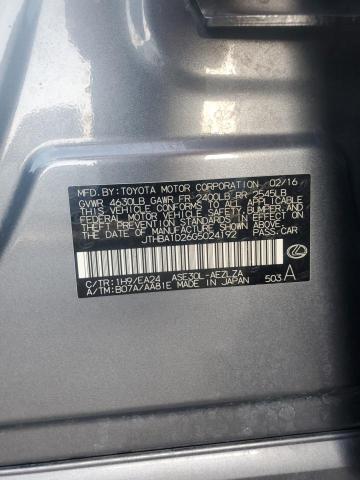 MFD. BY: TOYOTA MOTOR CORPORATION 02/16
GVWR 4630LB GAWR FR 2400LB RR 2545LB
THIS VEHICLE CONFORMS TO ALL APPLICABLE
FEDERAL MOTOR VEHICLE SAFETY, BUMPER, AND
THEFT PREVENTION STANDARDS IN EFFECT ON
THE DATE OF MANUFACTURE SHOWN ABOVE.
JTHBA1D26G5024192 PASS. CAR
C/TR: 1H9/EA24 ASE30L-AEZLZA
A/TM: B07A/AA81E MADE IN JAPAN 503 A